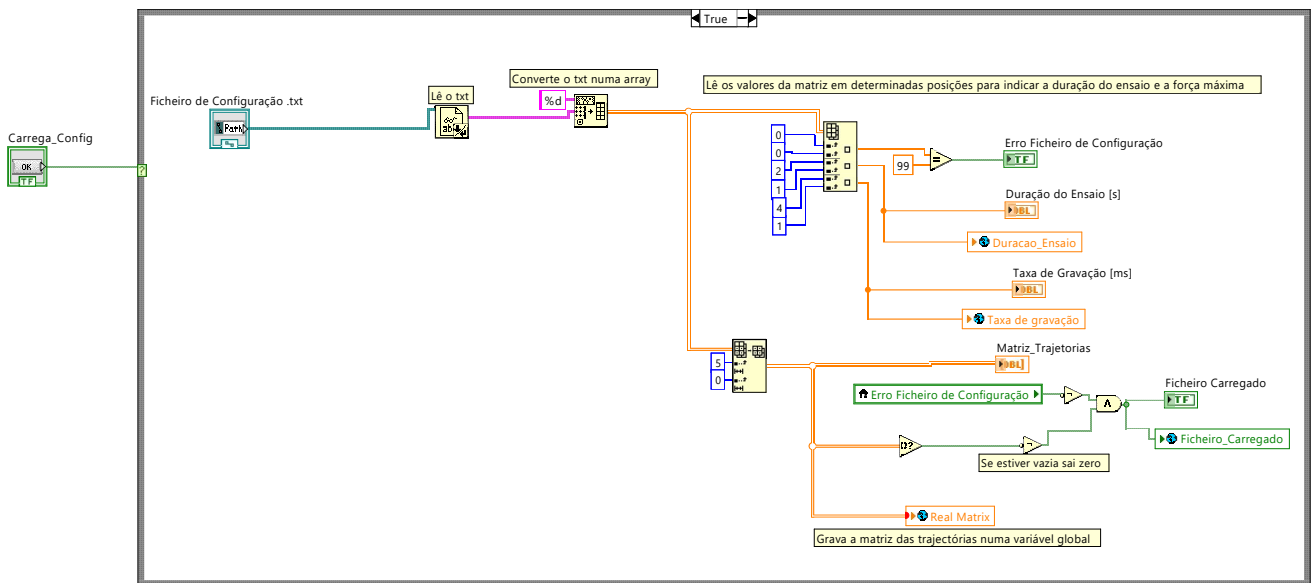 True
Converte o txt numa array
Lê os valores da matriz em determinadas posições para indicar a duração do ensaio e a força máxima
Lê o txt
Ficheiro de Configuração .txt
%d
Path
Carrega_Config
OK
TF
?
0
0
2
1
4
1
99
=
Erro Ficheiro de Configuração
TF
Duração do Ensaio [s]
DBL
Duracao_Ensaio
Taxa de Gravação [ms]
DBL
Taxa de gravação
5
0
Matriz_Trajetorias
DBL]
Erro Ficheiro de Configuração
Ficheiro Carregado
TF
Ficheiro_Carregado
Se estiver vazia sai zero
Real Matrix
Grava a matriz das trajectórias numa variável global